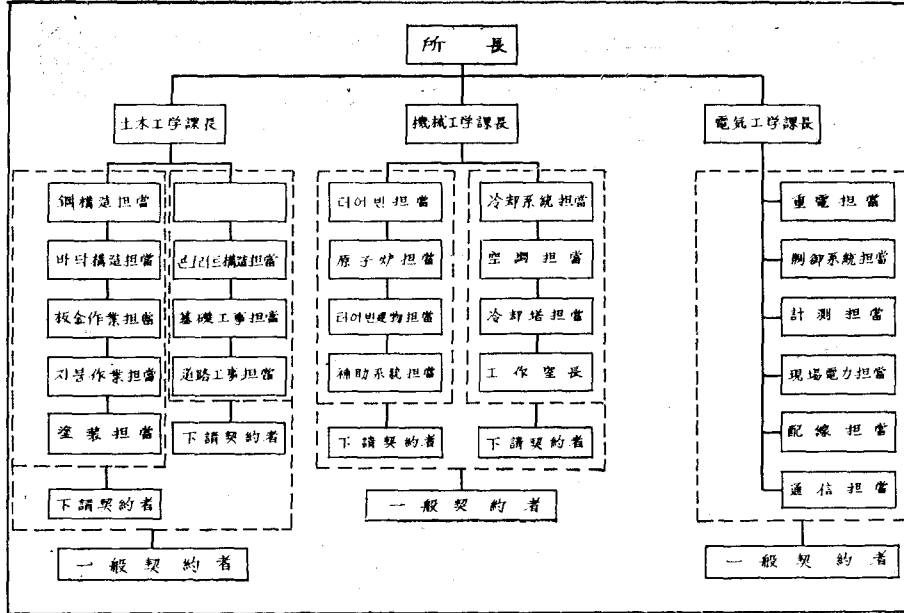 所長
土木工学課長
機械工学課長
電気工学課長
鋼構造担當
바닥構造担當
板金作業担當
지붕作業担當
塗裝担當
下請契約者
콘크리트構造担當
基礎工事担當
道路工事担當
下請契約者
一般契約者
터어빈担當
原子炉担當
터어빈建物担當
補助系統担當
下請契約者
冷却系統担當
空調担當
冷却塔担當
工作室長
下請契約者
一般契約者
重電担當
制御系統担當
計測担當
現場電力担當
配線担當
通信担當
一般契約者